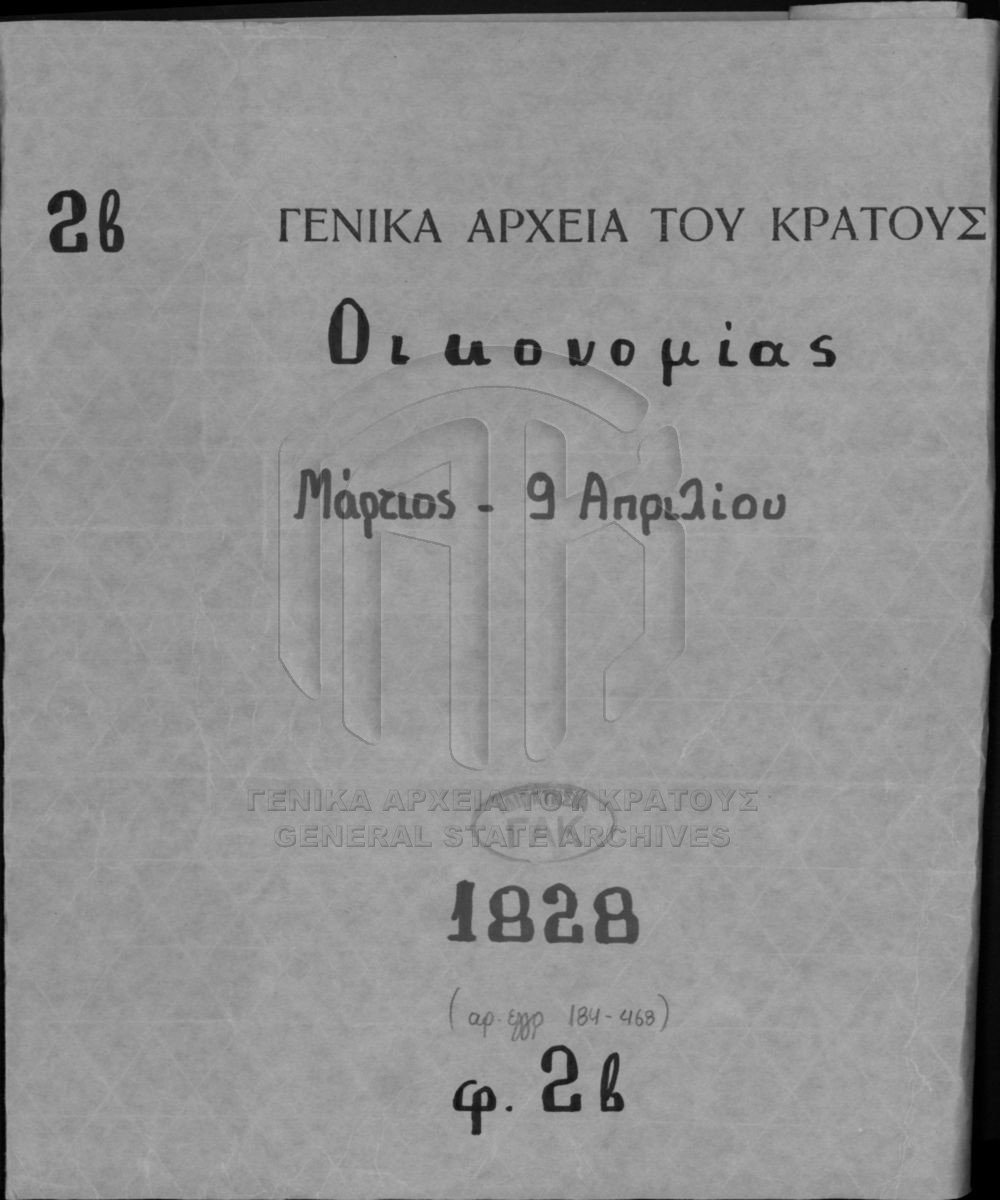 2β ΓΕΝΙΚΑ ΑΡΧΕΙΑ ΤΟΥ ΚΡΑΤΟΥΣ
Οικονομίας
Μάρτιος - 9 Απριλίου
ΓΕΝΙΚΑ ΑΡΧΕΙΑ ΤΟΥ ΚΡΑΤΟΥΣ
GENERAL STATE ARCHIVES
ΓΑΚ
1828
(αρ. εγγρ 184-468)
φ. 2β